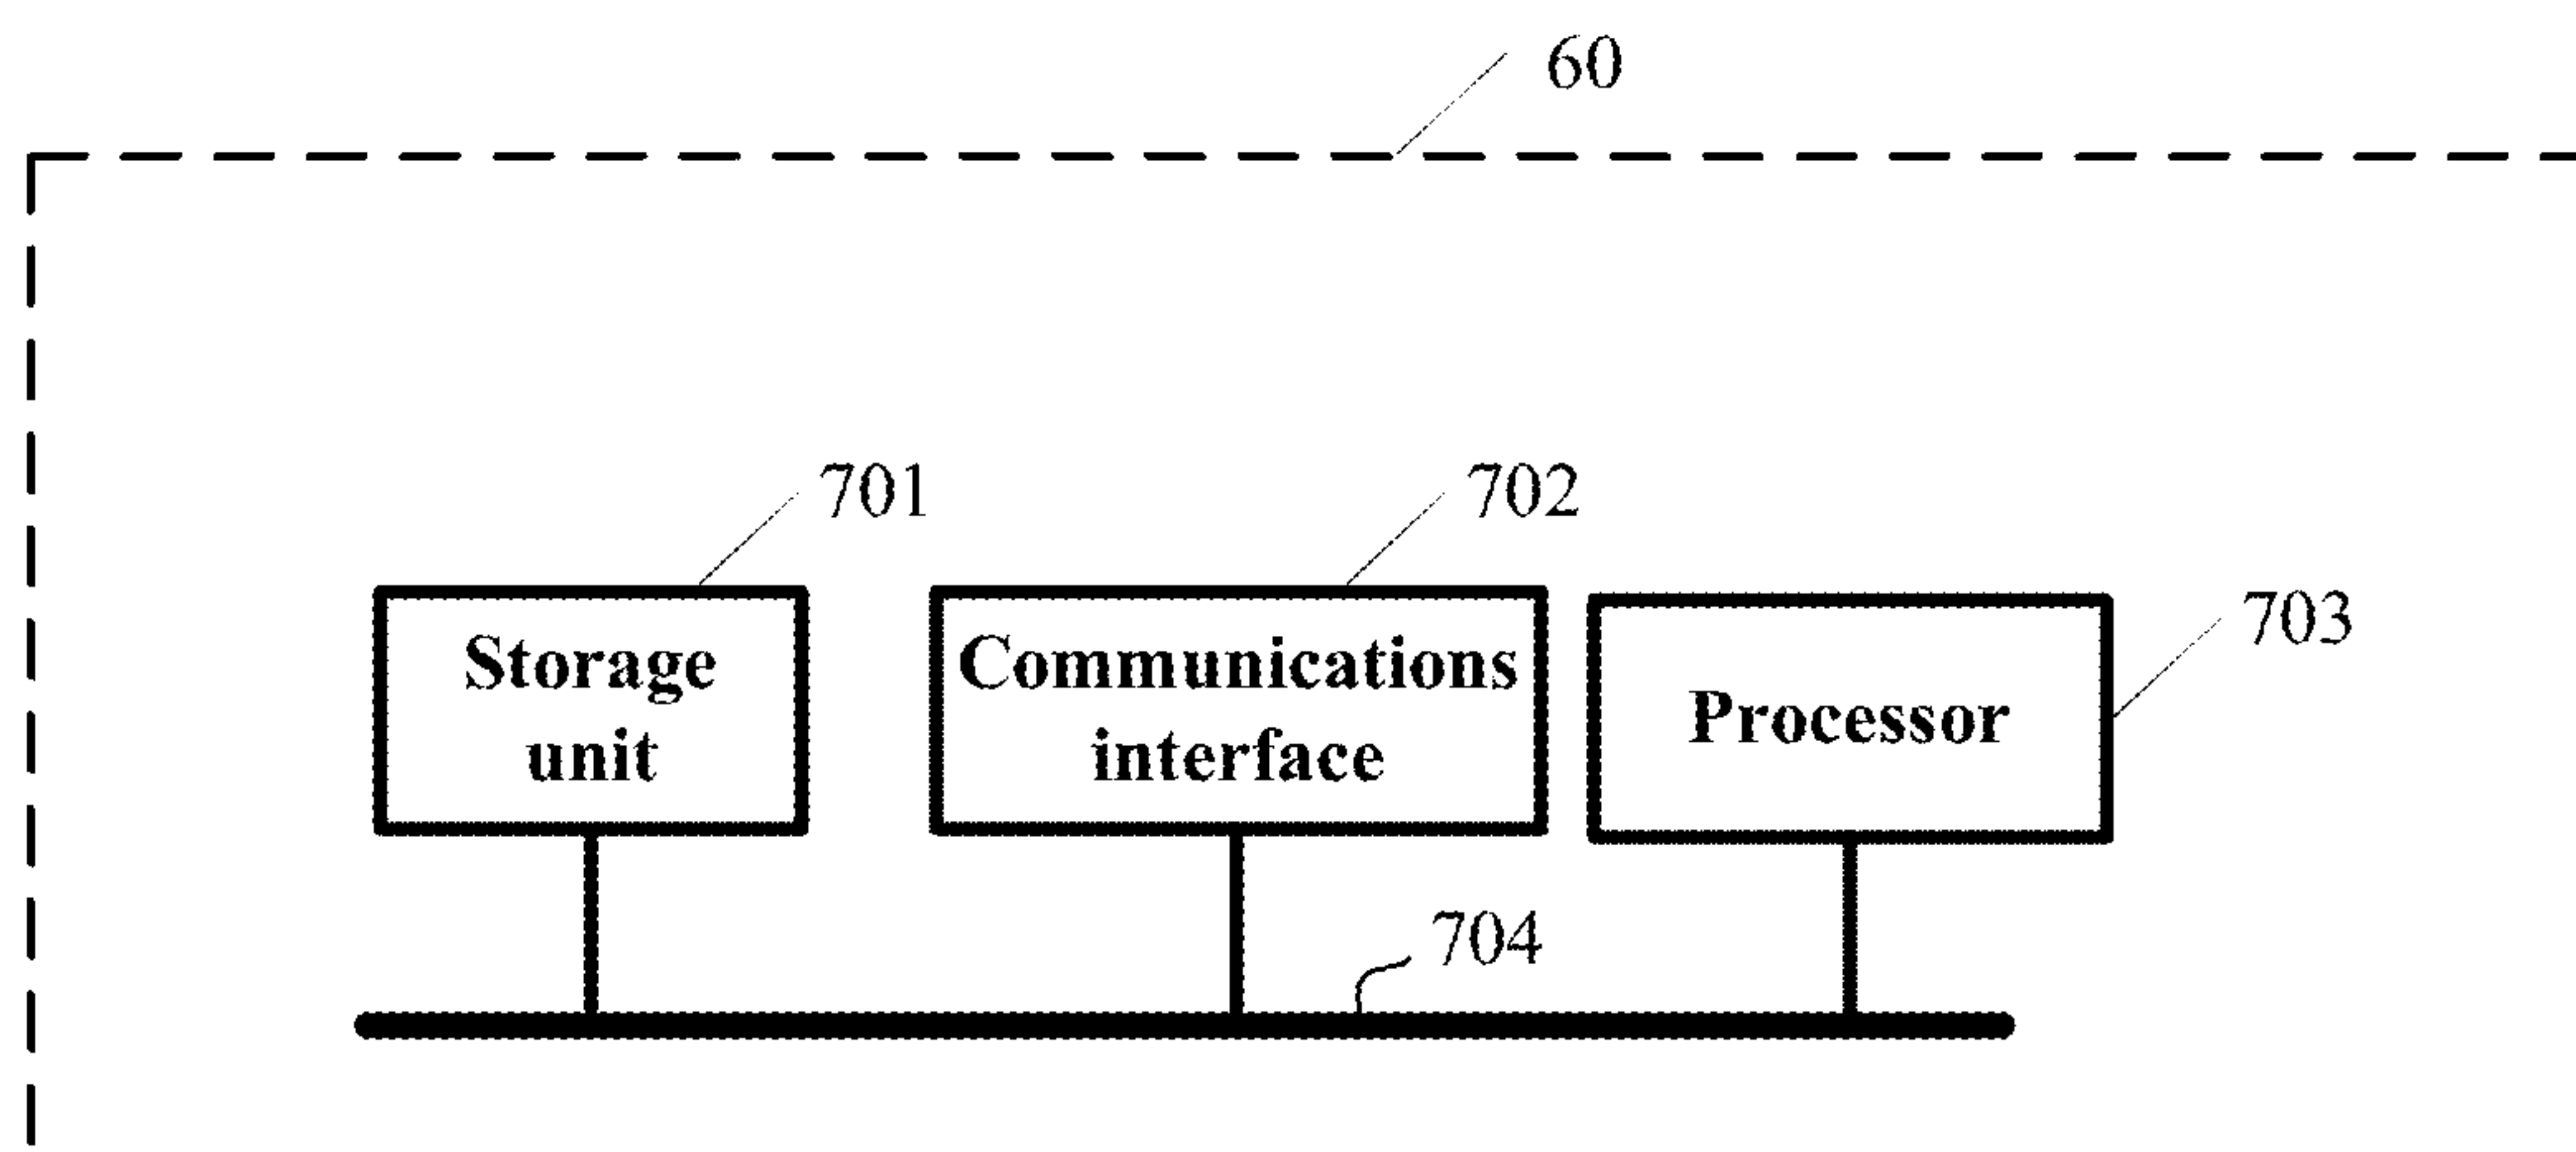 60
701
702
703
Storage
unit
Communications
interface
Processor
704